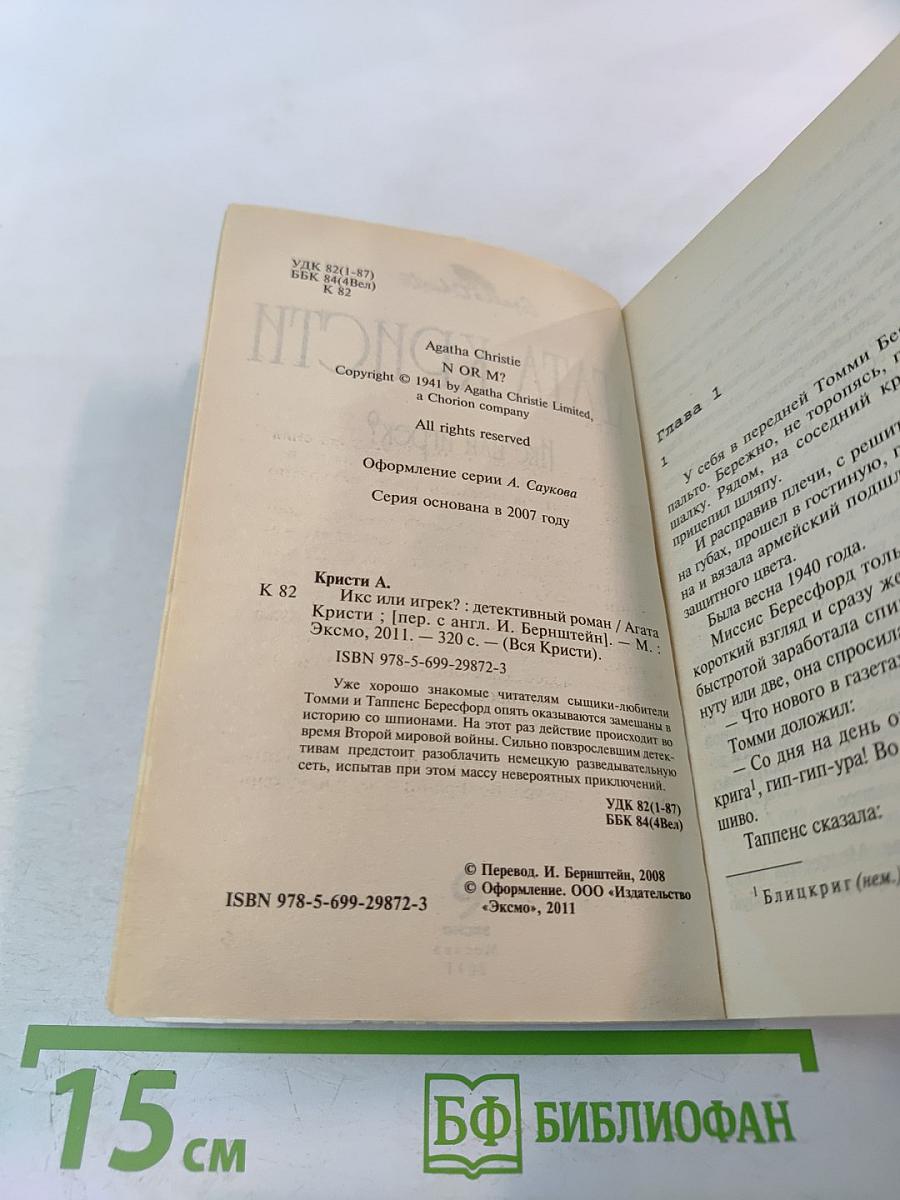 УДК 82(1-87)
ББК 84(4Вел)
К 82
Agatha Christie
N OR M?
Copyright © 1941 by Agatha Christie Limited,
a Chorion company
All rights reserved
Оформление серии А. Саукова
Серия основана в 2007 году
Кристи А.
К 82 Икс или игрек? : детективный роман / Агата
Кристи ; [пер. с англ. И. Бернштейн]. — М. :
Эксмо, 2011. — 320 с. — (Вся Кристи).
ISBN 978-5-699-29872-3
Уже хорошо знакомые читателям сыщики-любители
Томми и Таппенс Бересфорд опять оказываются замешаны в
историю со шпионами. На этот раз действие происходит во
время Второй мировой войны. Сильно повзрослевшим детек-
тивам предстоит разоблачить немецкую разведывательную
сеть, испытав при этом массу невероятных приключений.
УДК 82(1-87)
ББК 84(4Вел)
© Перевод. И. Бернштейн, 2008
© Оформление. ООО «Издательство
«Эксмо», 2011
ISBN 978-5-699-29872-3
Глава 1
1
У себя в передней Томми
пальто. Бережно, не торопясь,
шалку. Рядом, на соседний
прицепил шляпу.
И расправив плечи, с
на губах, прошел в гостиную,
на и вязала армейский
защитного цвета.
Была весна 1940 года.
Миссис Бересфорд
короткий взгляд и сразу же
быстротой заработала
нуту или две, она спросила
– Что нового в газетах
Томми доложил:
– Со дня на день
крига¹, гип-гип-ура! Во
шиво.
Таппенс сказала:
¹ Блицкриг (нем.)
15 см
БФ БИБЛИОФАН